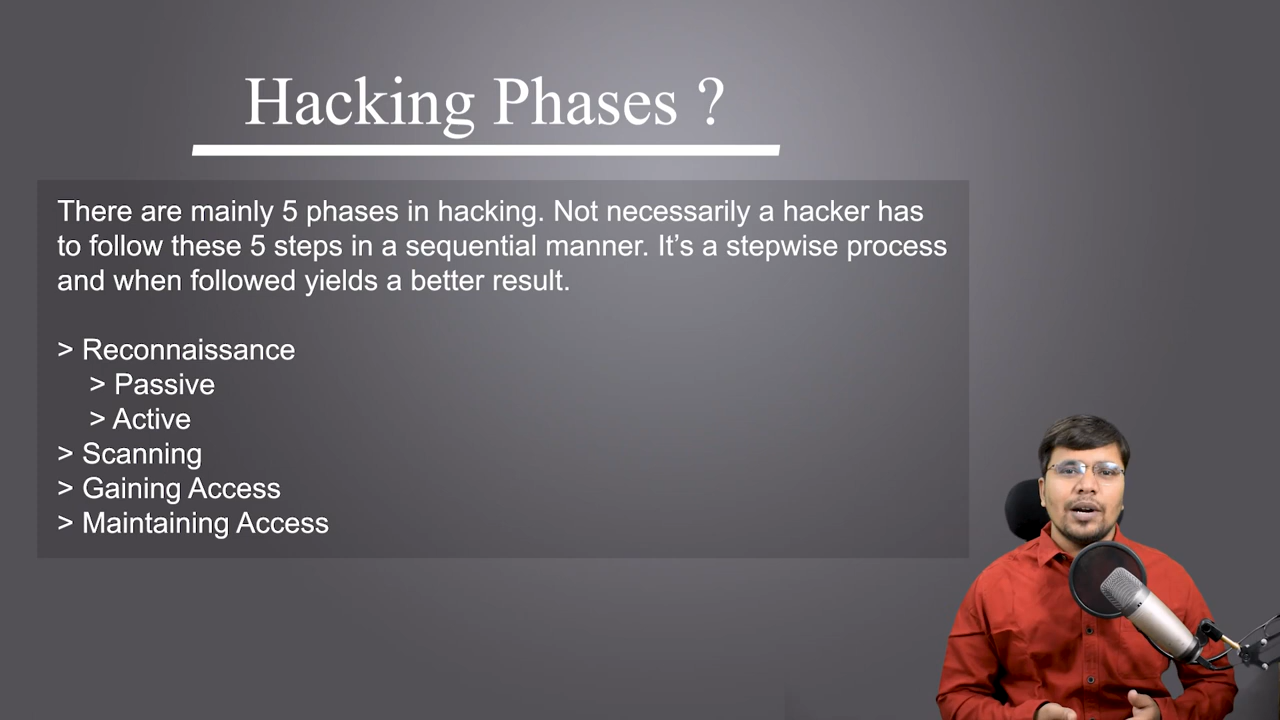 Hacking Phases ?
There are mainly 5 phases in hacking. Not necessarily a hacker has
to follow these 5 steps in a sequential manner. It’s a stepwise process
and when followed yields a better result.
> Reconnaissance
> Passive
> Active
> Scanning
> Gaining Access
> Maintaining Access